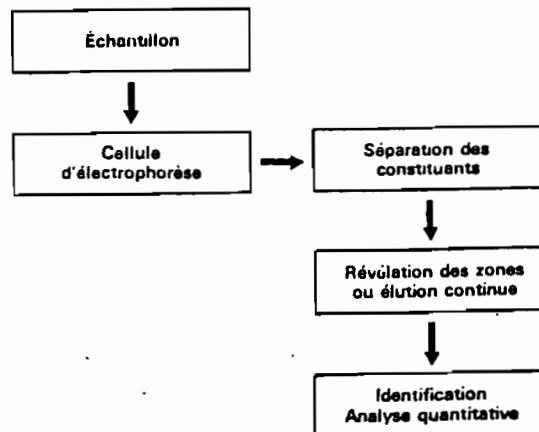 Échantillon
Cellule
d'électrophorèse
Séparation des
constituants
Révélation des zones
ou élution continue
Identification
Analyse quantitative